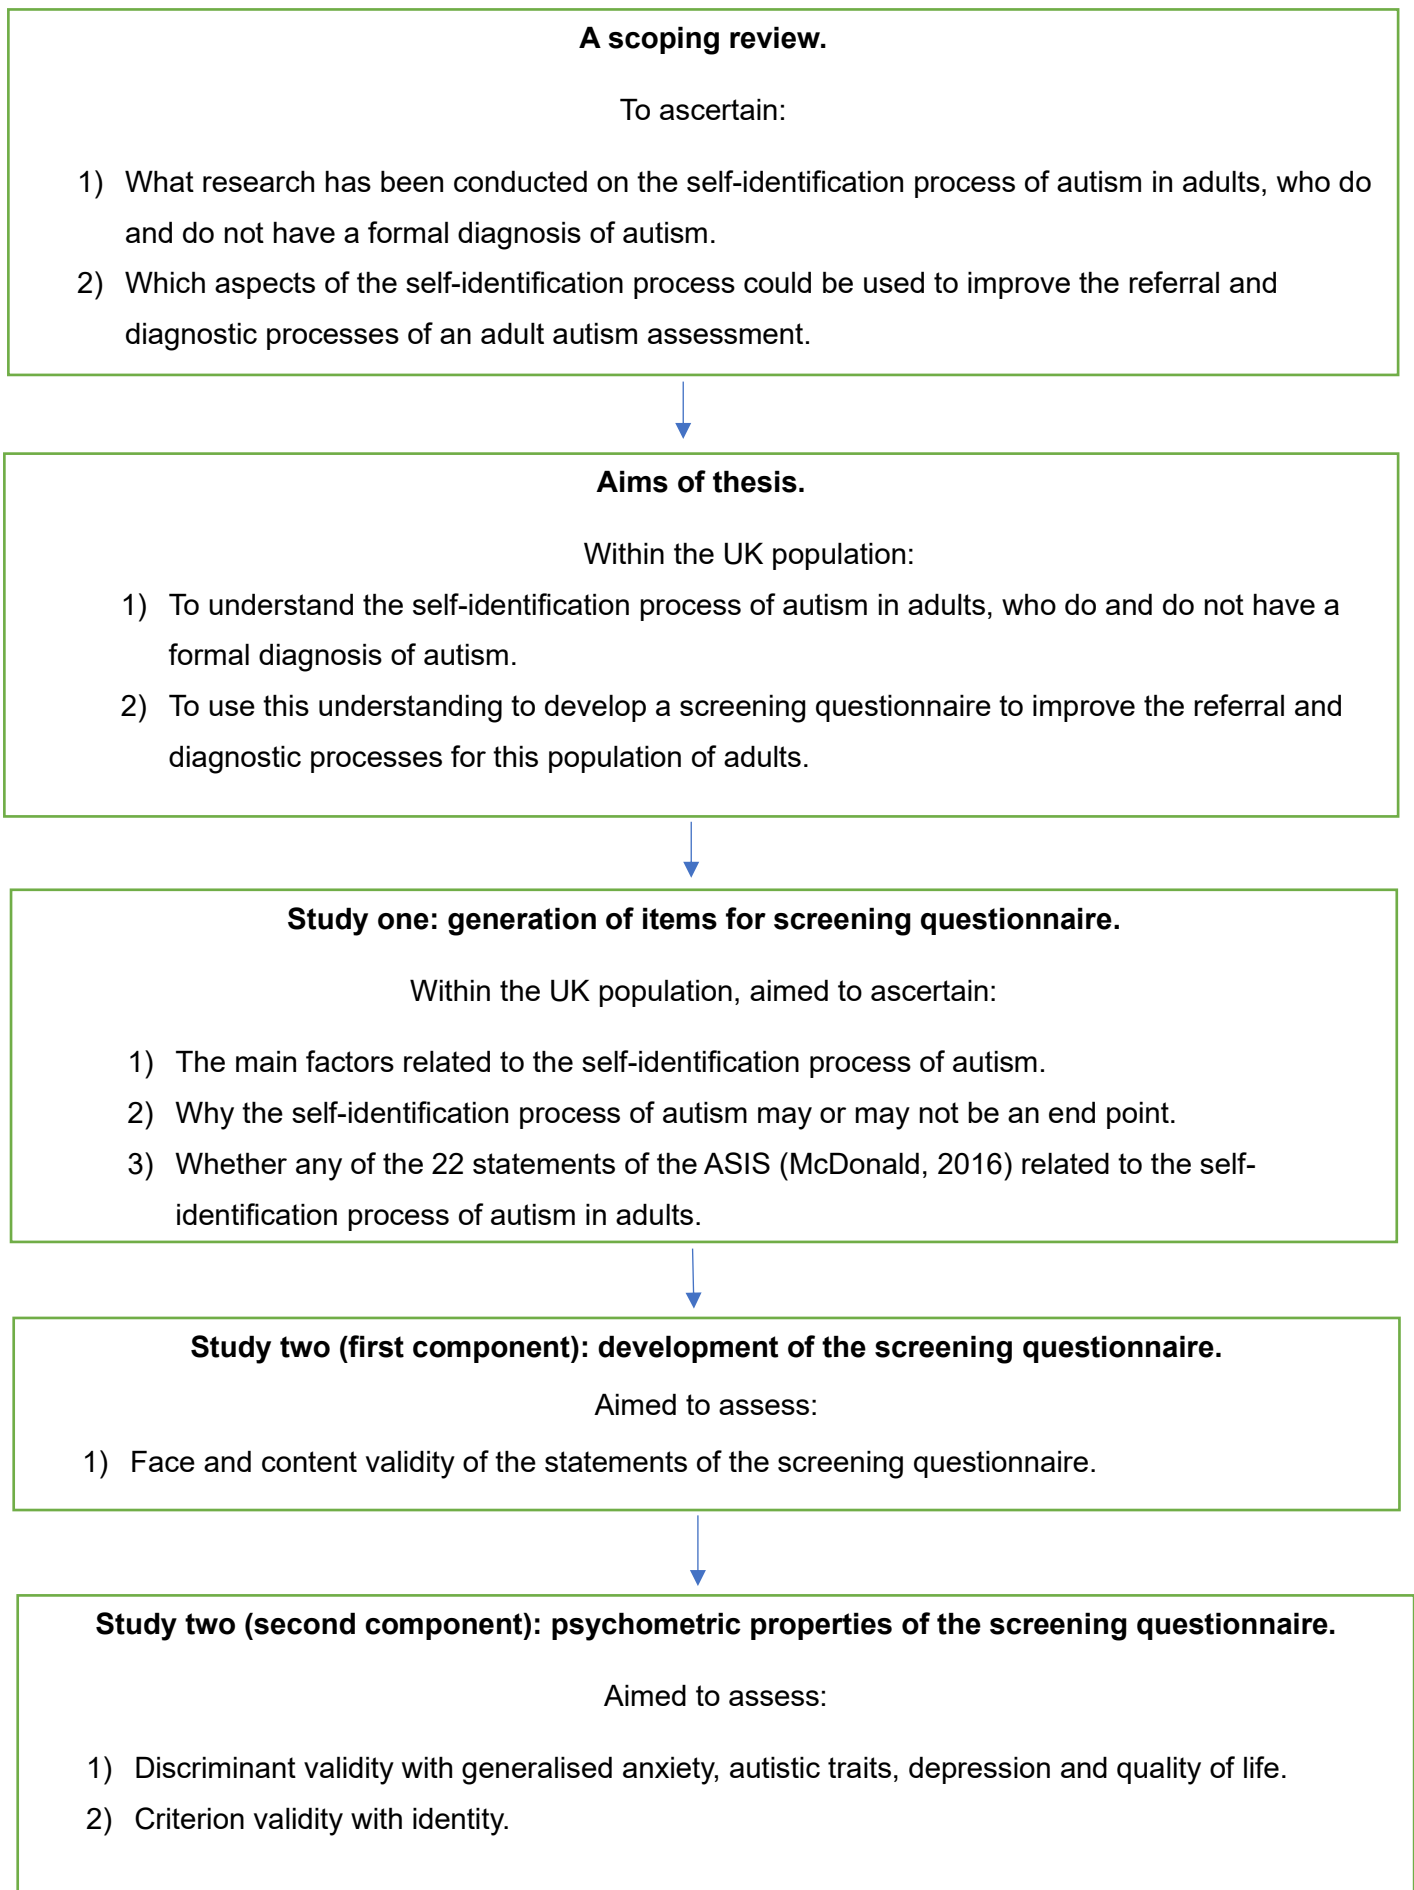 A scoping review.
To ascertain:
1) What research has been conducted on the self-identification process of autism in adults, who do
and do not have a formal diagnosis of autism.
2) Which aspects of the self-identification process could be used to improve the referral and
diagnostic processes of an adult autism assessment.
Aims of thesis.
Within the UK population:
1) To understand the self-identification process of autism in adults, who do and do not have a
formal diagnosis of autism.
2) To use this understanding to develop a screening questionnaire to improve the referral and
diagnostic processes for this population of adults.
Study one: generation of items for screening questionnaire.
Within the UK population, aimed to ascertain:
1) The main factors related to the self-identification process of autism.
2) Why the self-identification process of autism may or may not be an end point.
3) Whether any of the 22 statements of the ASIS (McDonald, 2016) related to the self-
identification process of autism in adults.
Study two (first component): development of the screening questionnaire.
Aimed to assess:
1) Face and content validity of the statements of the screening questionnaire.
Study two (second component): psychometric properties of the screening questionnaire.
Aimed to assess:
1) Discriminant validity with generalised anxiety, autistic traits, depression and quality of life.
2) Criterion validity with identity.